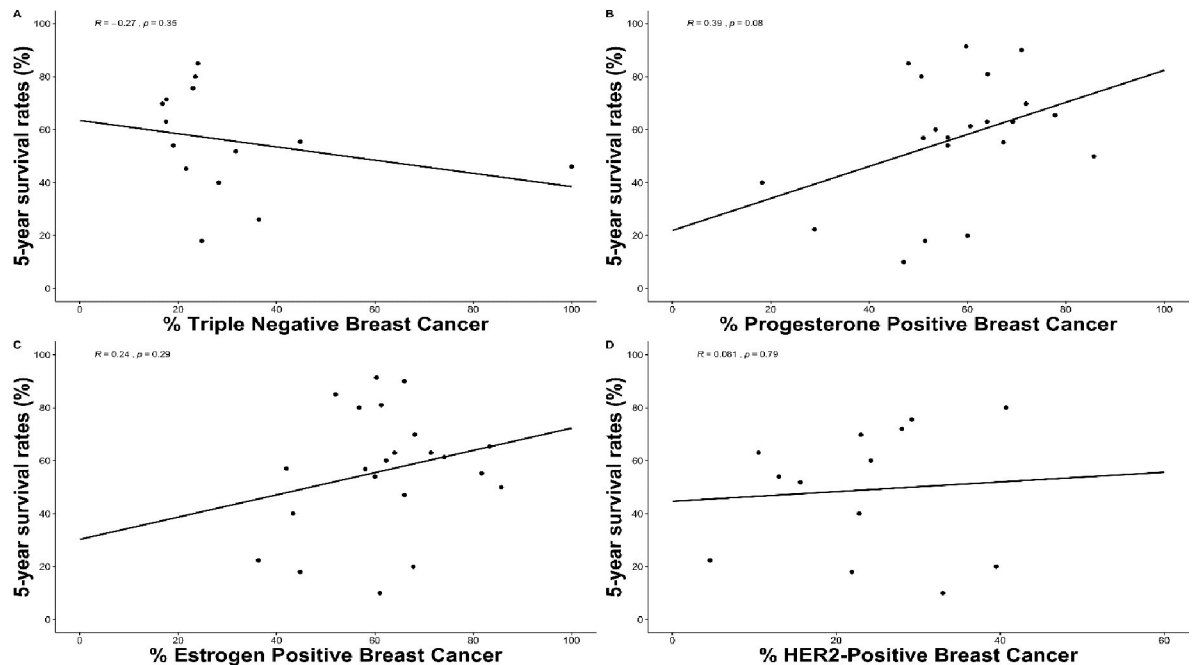 A
R = −0.27 , p = 0.35
5-year survival rates (%)
100
80
60
40
20
0
0 20 40 60 80 100
% Triple Negative Breast Cancer
B
R = 0.39 , p = 0.08
5-year survival rates (%)
100
80
60
40
20
0
0 20 40 60 80 100
% Progesterone Positive Breast Cancer
C
R = 0.24 , p = 0.29
5-year survival rates (%)
100
80
60
40
20
0
0 20 40 60 80 100
% Estrogen Positive Breast Cancer
D
R = 0.081 , p = 0.79
5-year survival rates (%)
100
80
60
40
20
0
0 20 40 60
% HER2-Positive Breast Cancer